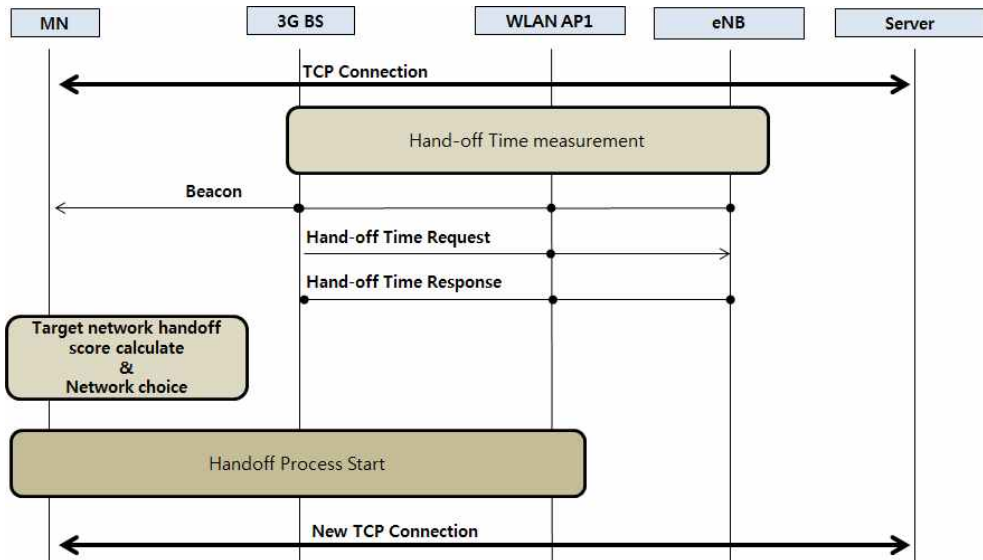 MN
3G BS
WLAN AP1
eNB
Server
TCP Connection
Hand-off Time measurement
Beacon
Hand-off Time Request
Hand-off Time Response
Target network handoff
score calculate
&
Network choice
Handoff Process Start
New TCP Connection